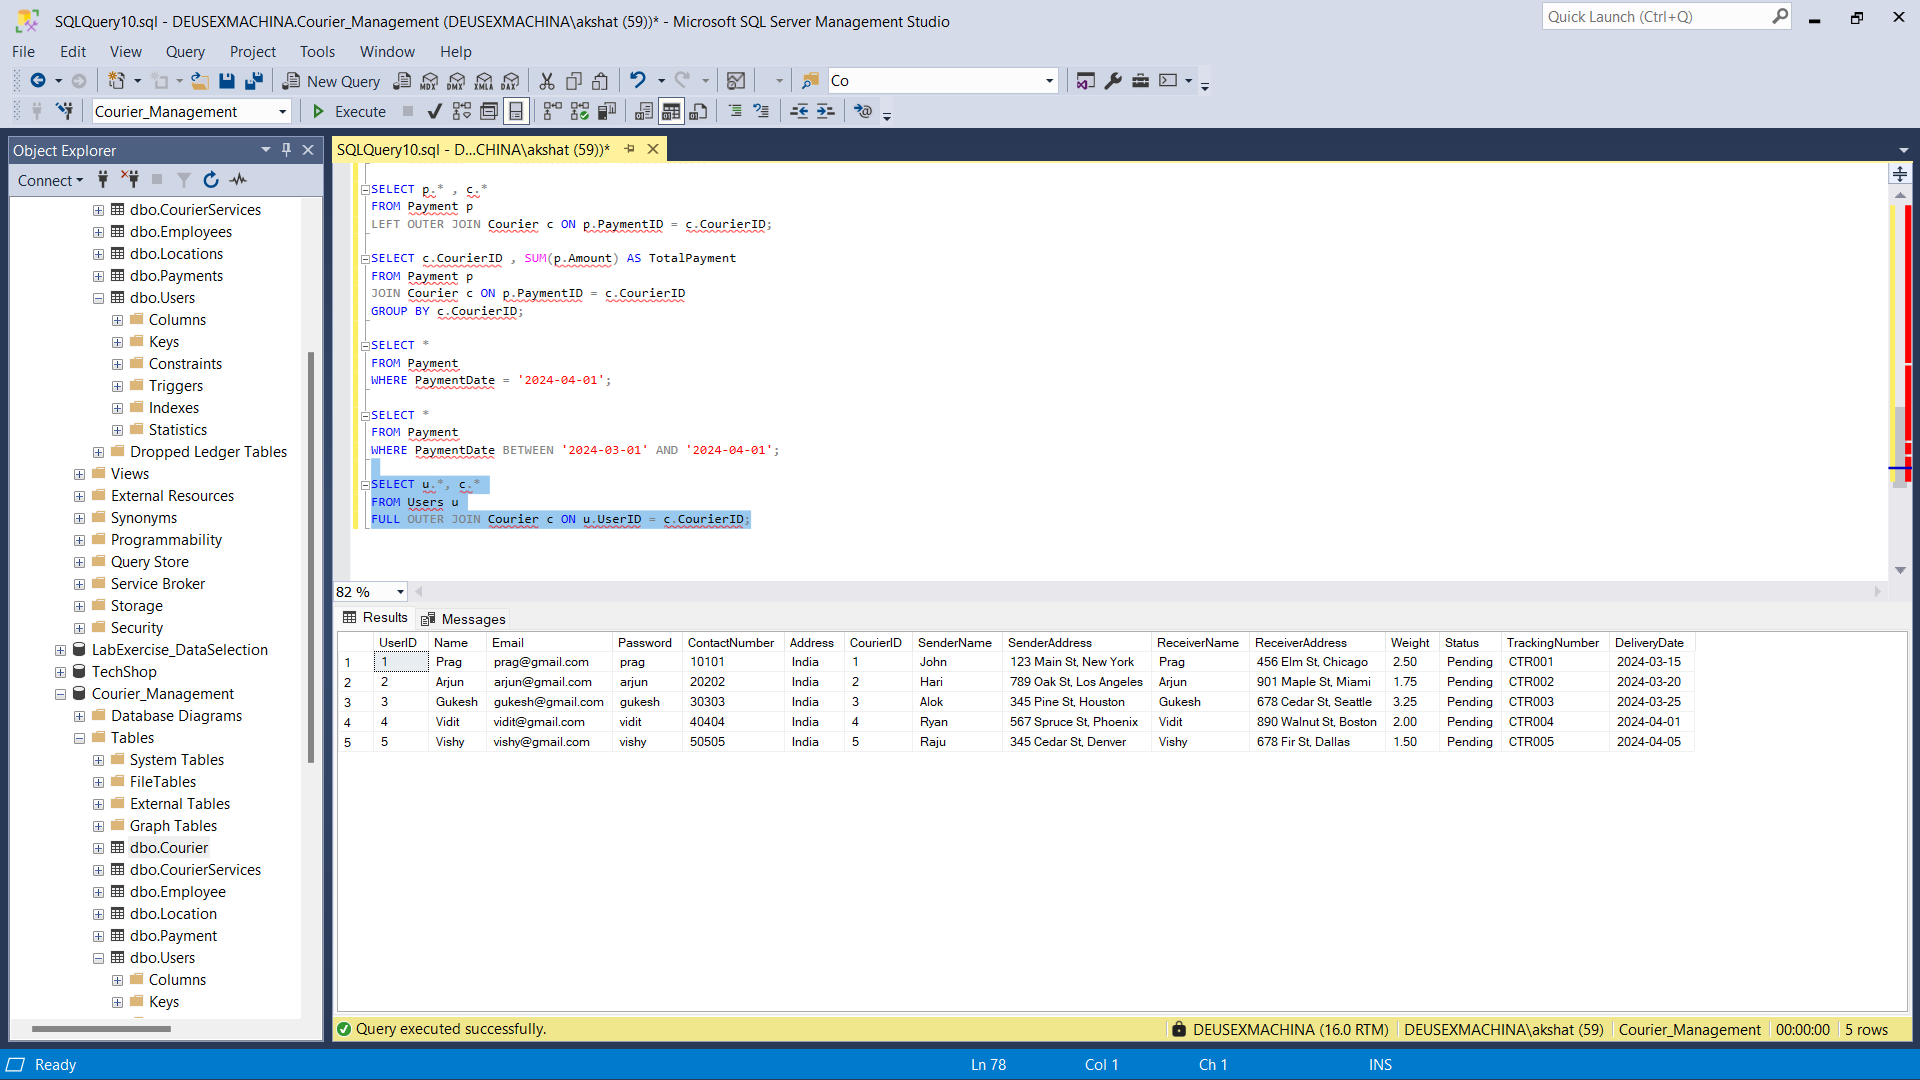 SQLQuery10.sql - DEUSEXMACHINA.Courier_Management (DEUSEXMACHINA\akshat (59))* - Microsoft SQL Server Management Studio
Quick Launch (Ctrl+Q)
File Edit View Query Project Tools Window Help
New Query MDX DMX XMLA DAX Co
Courier_Management Execute
Object Explorer
Connect
dbo.CourierServices
dbo.Employees
dbo.Locations
dbo.Payments
dbo.Users
Columns
Keys
Constraints
Triggers
Indexes
Statistics
Dropped Ledger Tables
Views
External Resources
Synonyms
Programmability
Query Store
Service Broker
Storage
Security
LabExercise_DataSelection
TechShop
Courier_Management
Database Diagrams
Tables
System Tables
FileTables
External Tables
Graph Tables
dbo.Courier
dbo.CourierServices
dbo.Employee
dbo.Location
dbo.Payment
dbo.Users
Columns
Keys
SQLQuery10.sql - D...CHINA\akshat (59))*
SELECT p.* , c.*
FROM Payment p
LEFT OUTER JOIN Courier c ON p.PaymentID = c.CourierID;
SELECT c.CourierID , SUM(p.Amount) AS TotalPayment
FROM Payment p
JOIN Courier c ON p.PaymentID = c.CourierID
GROUP BY c.CourierID;
SELECT *
FROM Payment
WHERE PaymentDate = '2024-04-01';
SELECT *
FROM Payment
WHERE PaymentDate BETWEEN '2024-03-01' AND '2024-04-01';
SELECT u.*, c.*
FROM Users u
FULL OUTER JOIN Courier c ON u.UserID = c.CourierID;
82 %
Results Messages
UserID Name Email Password ContactNumber Address CourierID SenderName SenderAddress ReceiverName ReceiverAddress Weight Status TrackingNumber DeliveryDate
1 1 Prag prag@gmail.com prag 10101 India 1 John 123 Main St, New York Prag 456 Elm St, Chicago 2.50 Pending CTR001 2024-03-15
2 2 Arjun arjun@gmail.com arjun 20202 India 2 Hari 789 Oak St, Los Angeles Arjun 901 Maple St, Miami 1.75 Pending CTR002 2024-03-20
3 3 Gukesh gukesh@gmail.com gukesh 30303 India 3 Alok 345 Pine St, Houston Gukesh 678 Cedar St, Seattle 3.25 Pending CTR003 2024-03-25
4 4 Vidit vidit@gmail.com vidit 40404 India 4 Ryan 567 Spruce St, Phoenix Vidit 890 Walnut St, Boston 2.00 Pending CTR004 2024-04-01
5 5 Vishy vishy@gmail.com vishy 50505 India 5 Raju 345 Cedar St, Denver Vishy 678 Fir St, Dallas 1.50 Pending CTR005 2024-04-05
Query executed successfully. DEUSEXMACHINA (16.0 RTM) DEUSEXMACHINA\akshat (59) Courier_Management 00:00:00 5 rows
Ready Ln 78 Col 1 Ch 1 INS